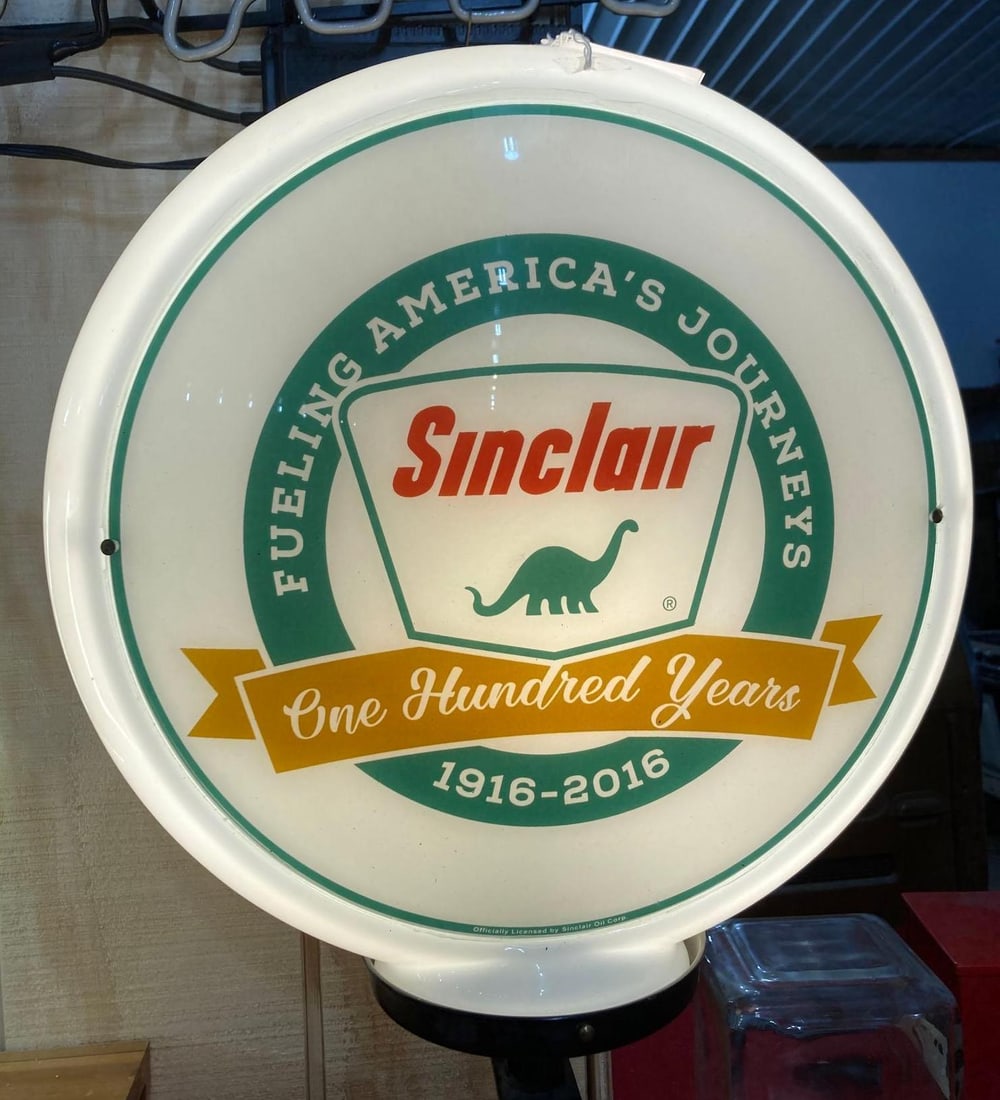 FUELING AMERICA'S JOURNEYS
Sinclair
®
One Hundred Years
1916-2016
Officially Licensed by Sinclair Oil Corp.